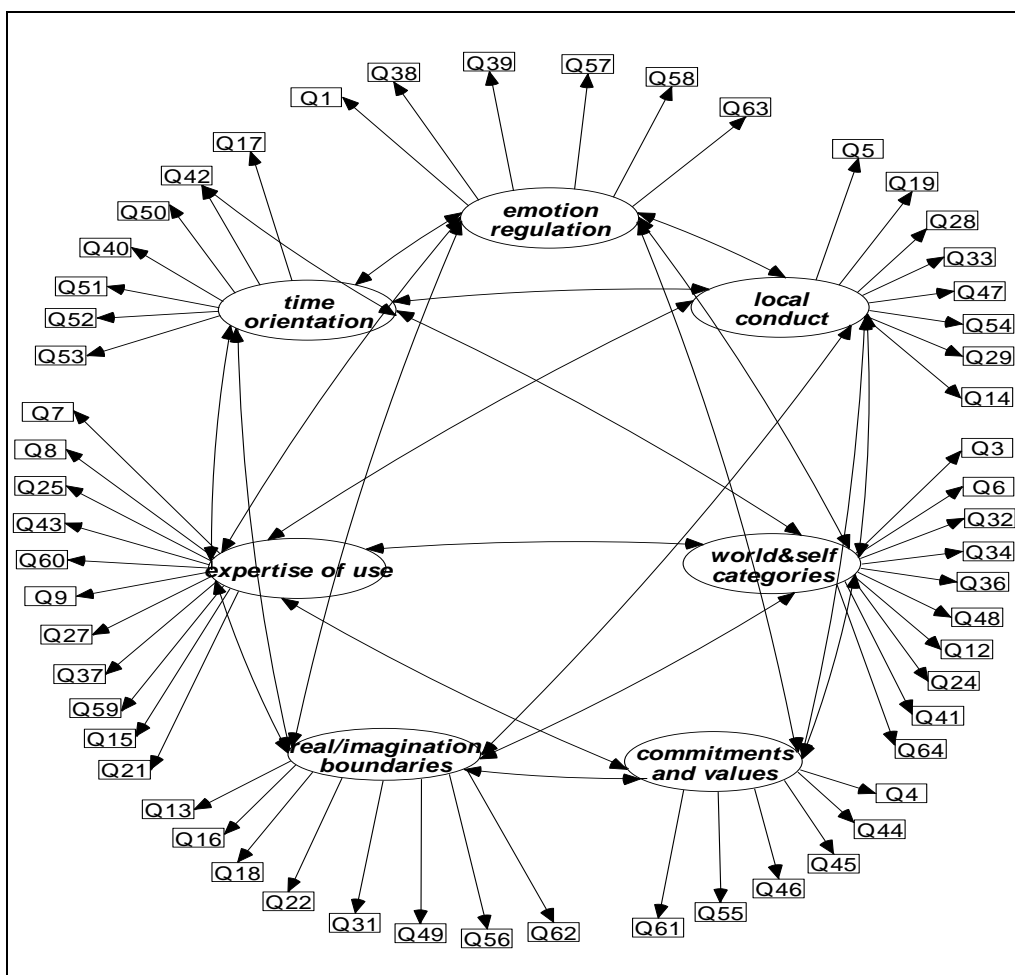 Q39
Q57
Q38
Q58
Q1
Q63
Q17
Q5
Q42
Q19
Q50
emotion
regulation
Q28
Q40
Q33
Q51
time
orientation
local
conduct
Q47
Q52
Q54
Q53
Q29
Q14
Q7
Q8
Q3
Q25
Q6
Q43
Q32
Q60
expertise of use
world&self
categories
Q34
Q9
Q36
Q27
Q48
Q37
Q12
Q59
Q24
Q15
Q41
Q21
real/imagination
boundaries
commitments
and values
Q64
Q13
Q4
Q16
Q44
Q18
Q45
Q22
Q46
Q31
Q55
Q49
Q61
Q56
Q62